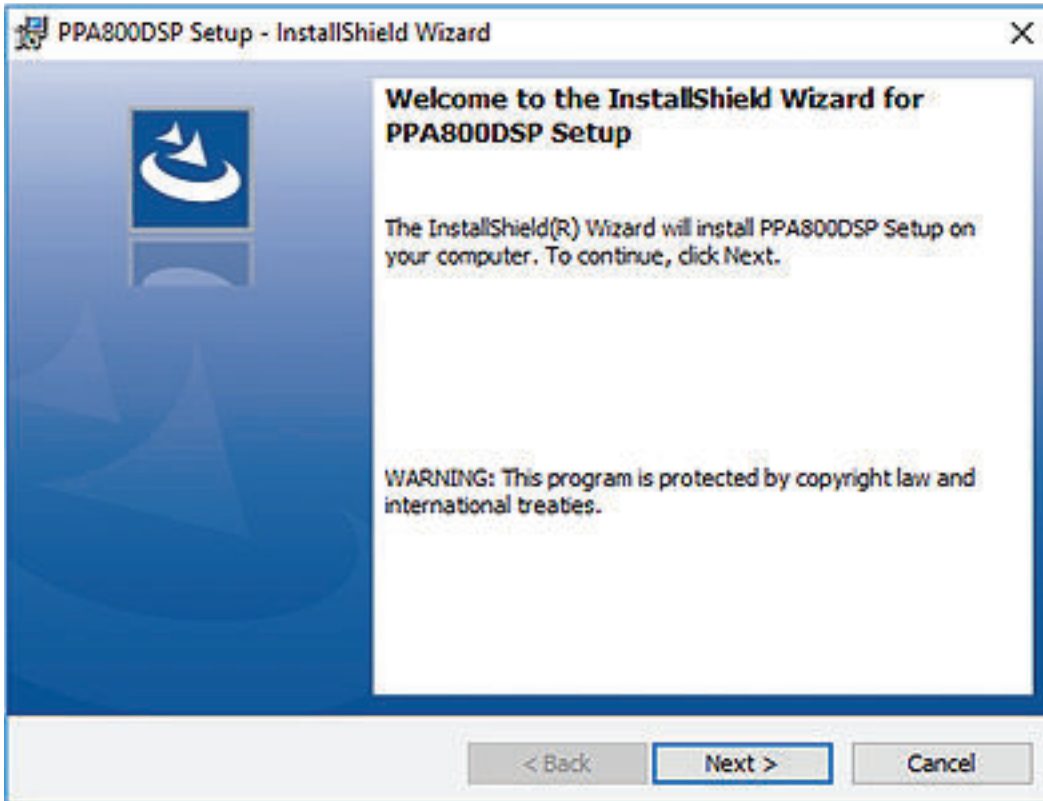 PPA800DSP Setup - InstallShield Wizard
Welcome to the InstallShield Wizard for
PPA800DSP Setup
The InstallShield(R) Wizard will install PPA800DSP Setup on
your computer. To continue, click Next.
WARNING: This program is protected by copyright law and
international treaties.
< Back
Next >
Cancel